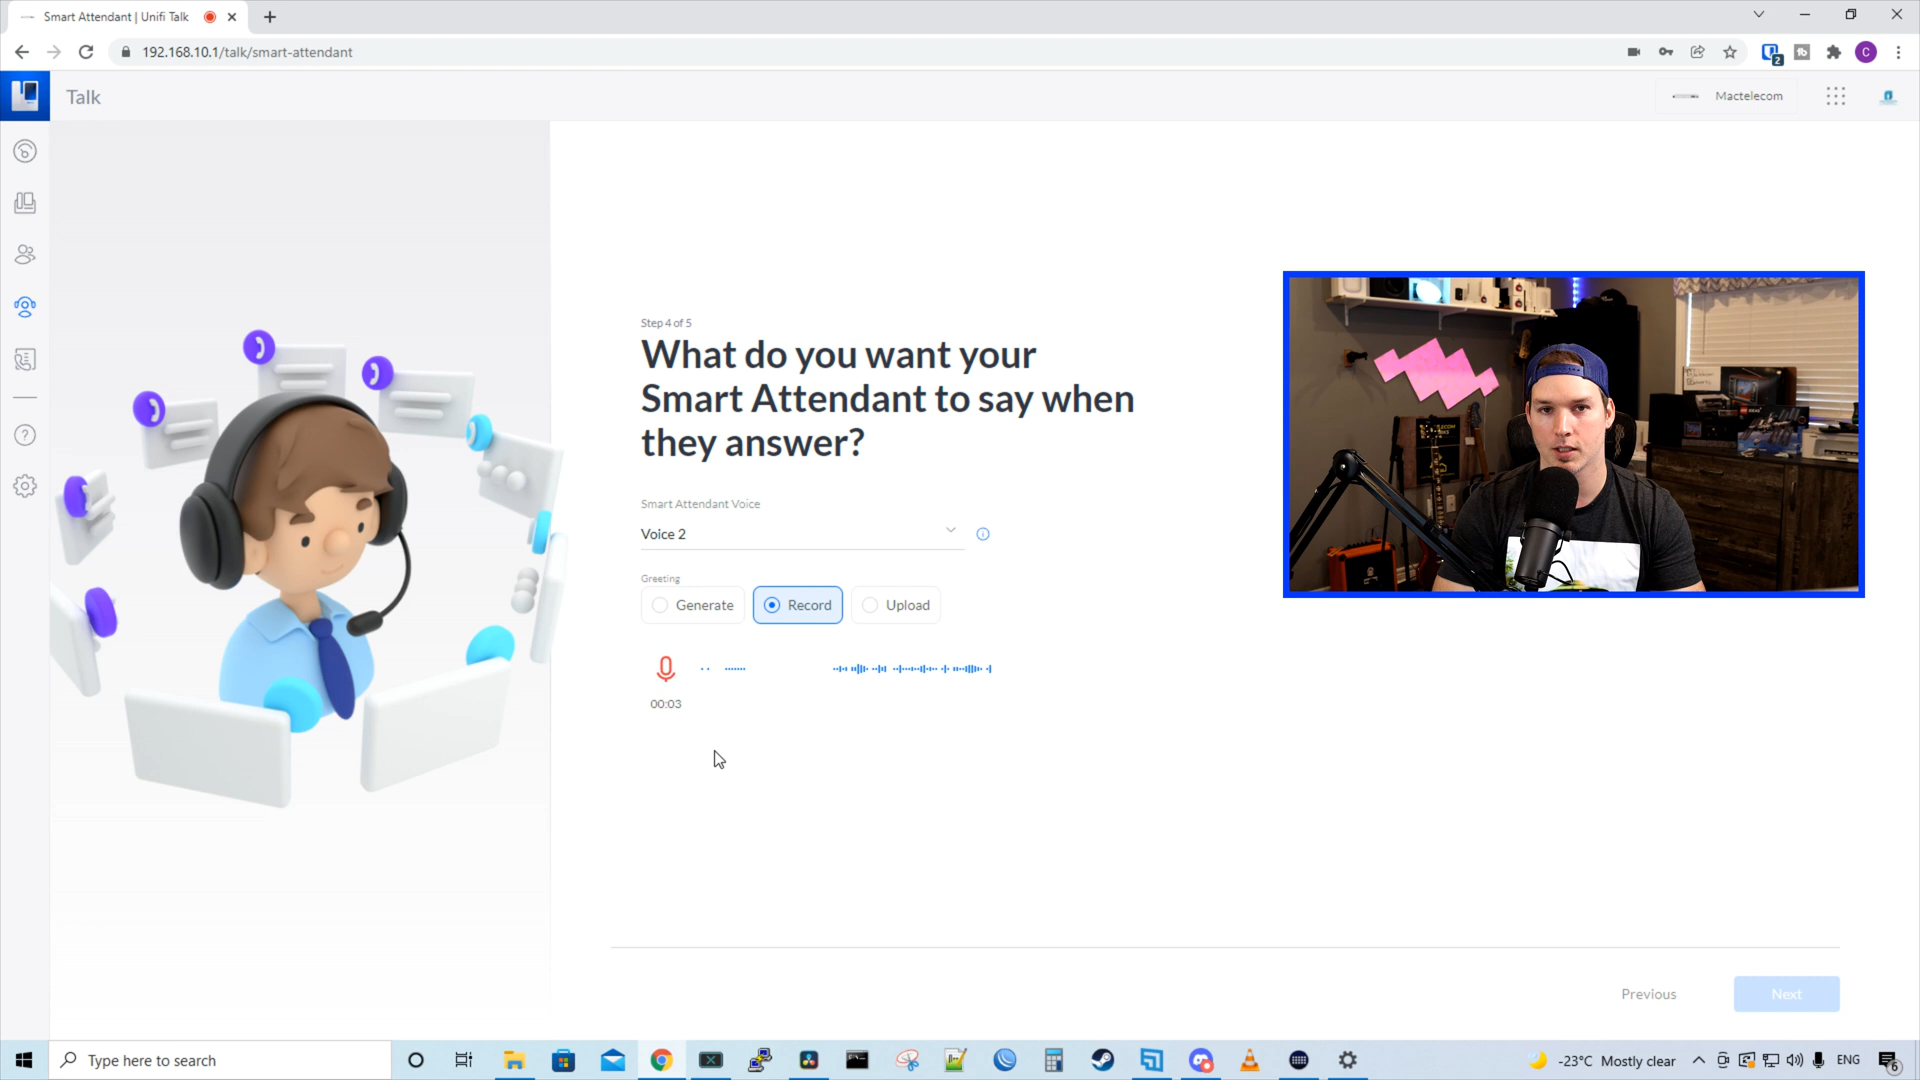 Smart Attendant | Unifi Talk
192.168.10.1/talk/smart-attendant
2
C
Talk
Mactelecom
Step 4 of 5
What do you want your
Smart Attendant to say when
they answer?
Smart Attendant Voice
Voice 2
Greeting
Generate
Record
Upload
00:03
Previous
Next
Type here to search
-23°C Mostly clear
ENG
6